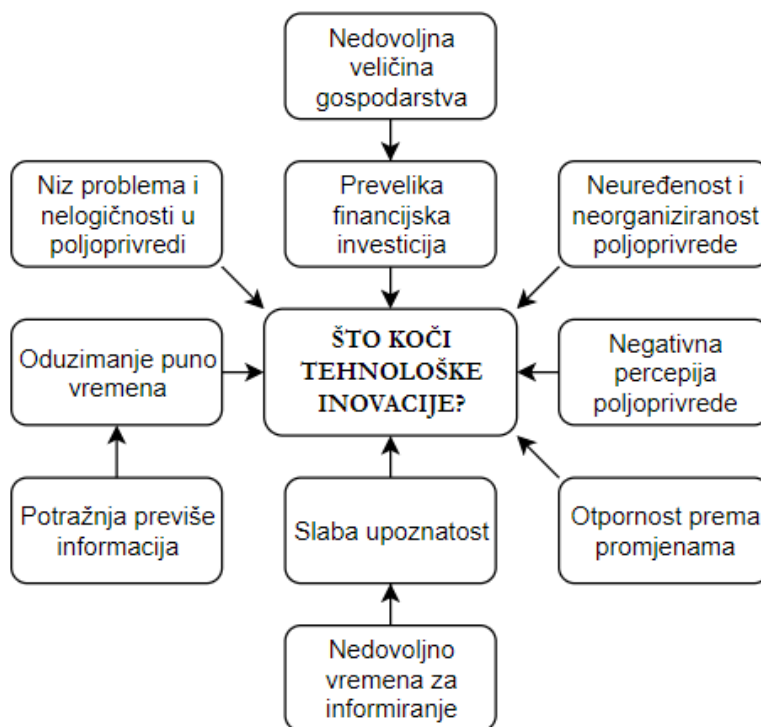 Nedovoljna
veličina
gospodarstva
Niz problema i
nelogičnosti u
poljoprivredi
Prevelika
financijska
investicija
Neuređenost i
neorganiziranost
poljoprivrede
Oduzimanje puno
vremena
ŠTO KOČI
TEHNOLOŠKE
INOVACIJE?
Negativna
percepija
poljoprivrede
Potražnja previše
informacija
Slaba upoznatost
Otpornost prema
promjenama
Nedovoljno
vremena za
informiranje